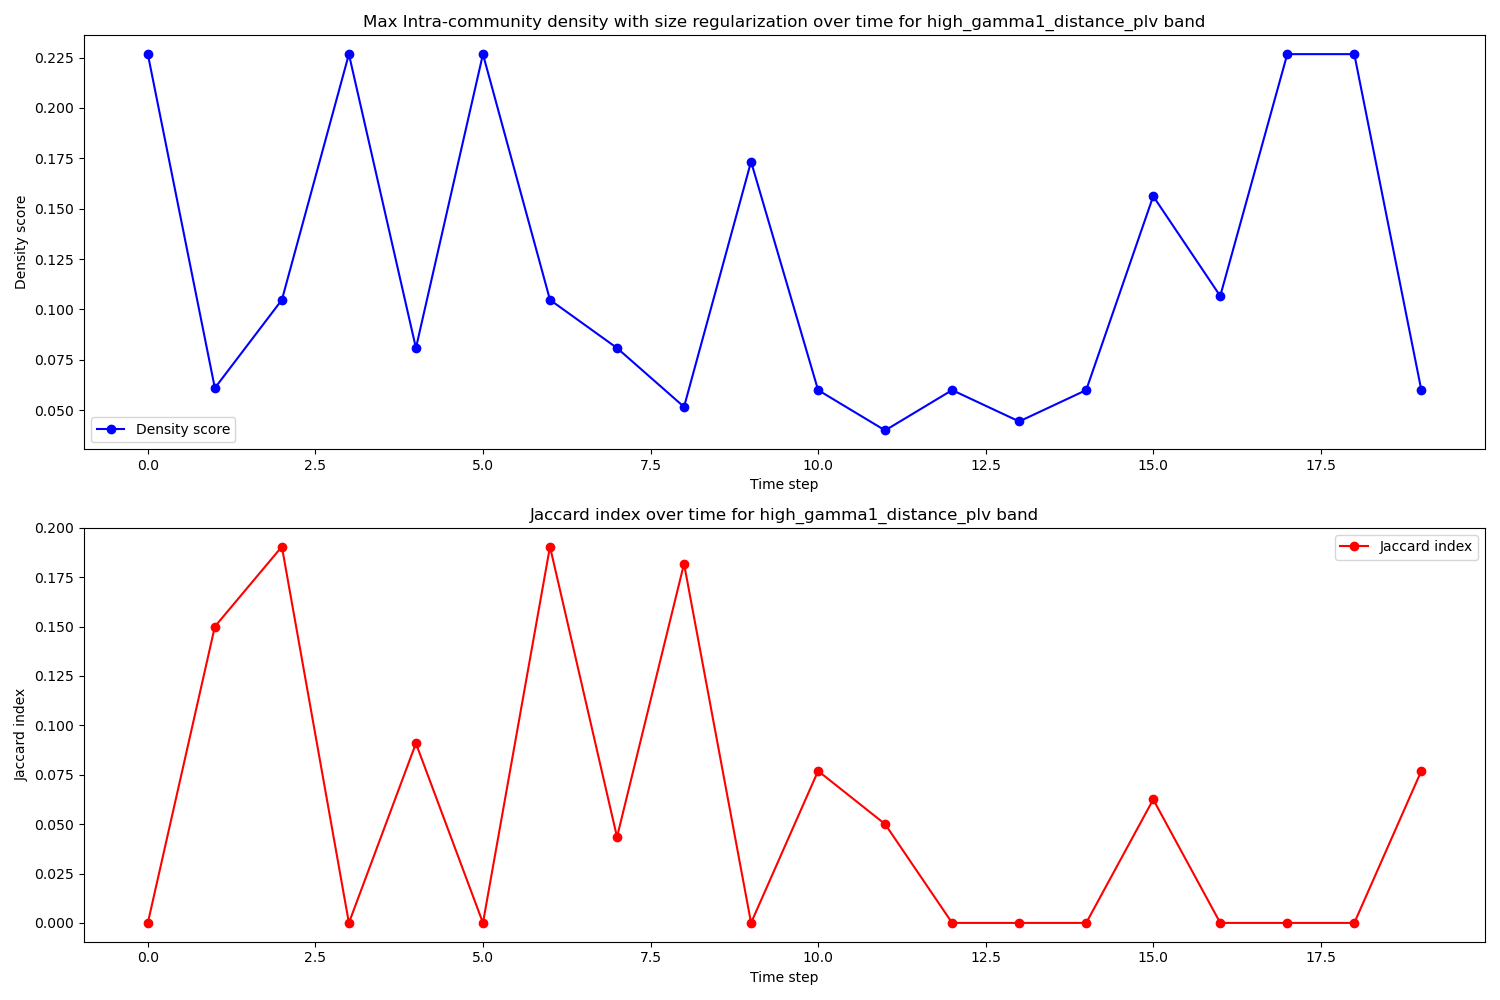 Max Intra-community density with size regularization over time for high_gamma1_distance_plv band
Density score
0.225
0.200
0.175
0.150
0.125
0.100
0.075
0.050
Density score
0.0 2.5 5.0 7.5 10.0 12.5 15.0 17.5
Time step
Jaccard index over time for high_gamma1_distance_plv band
Jaccard index
0.200
0.175
0.150
0.125
0.100
0.075
0.050
0.025
0.000
Jaccard index
0.0 2.5 5.0 7.5 10.0 12.5 15.0 17.5
Time step